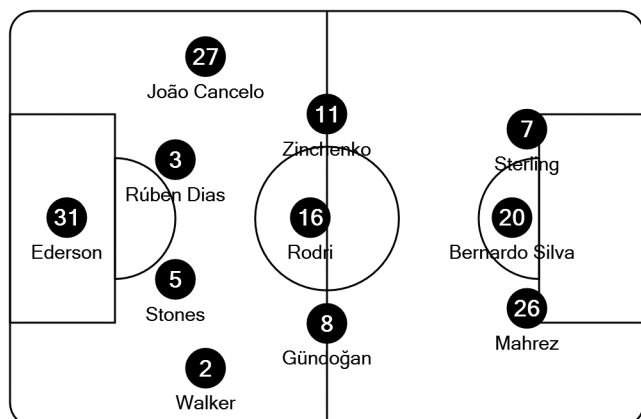 27
João Cancelo
11
Zinchenko
7
Sterling
3
Rúben Dias
31
Ederson
16
Rodri
20
Bernardo Silva
5
Stones
8
Gündoğan
26
Mahrez
2
Walker